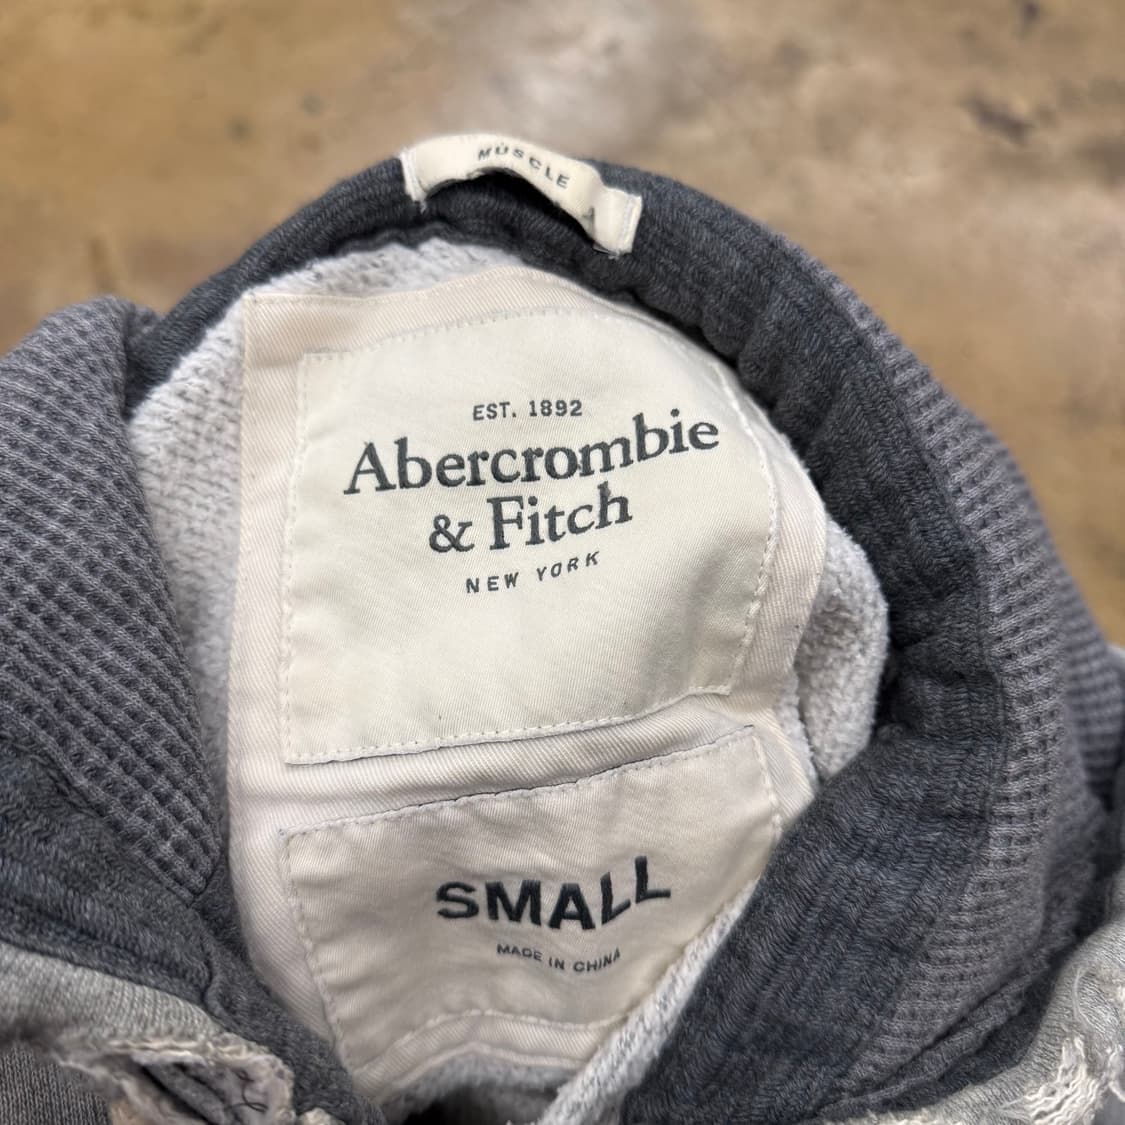 MUSCLE
EST. 1892
Abercrombie
& Fitch
NEW YORK
SMALL
MADE IN CHINA